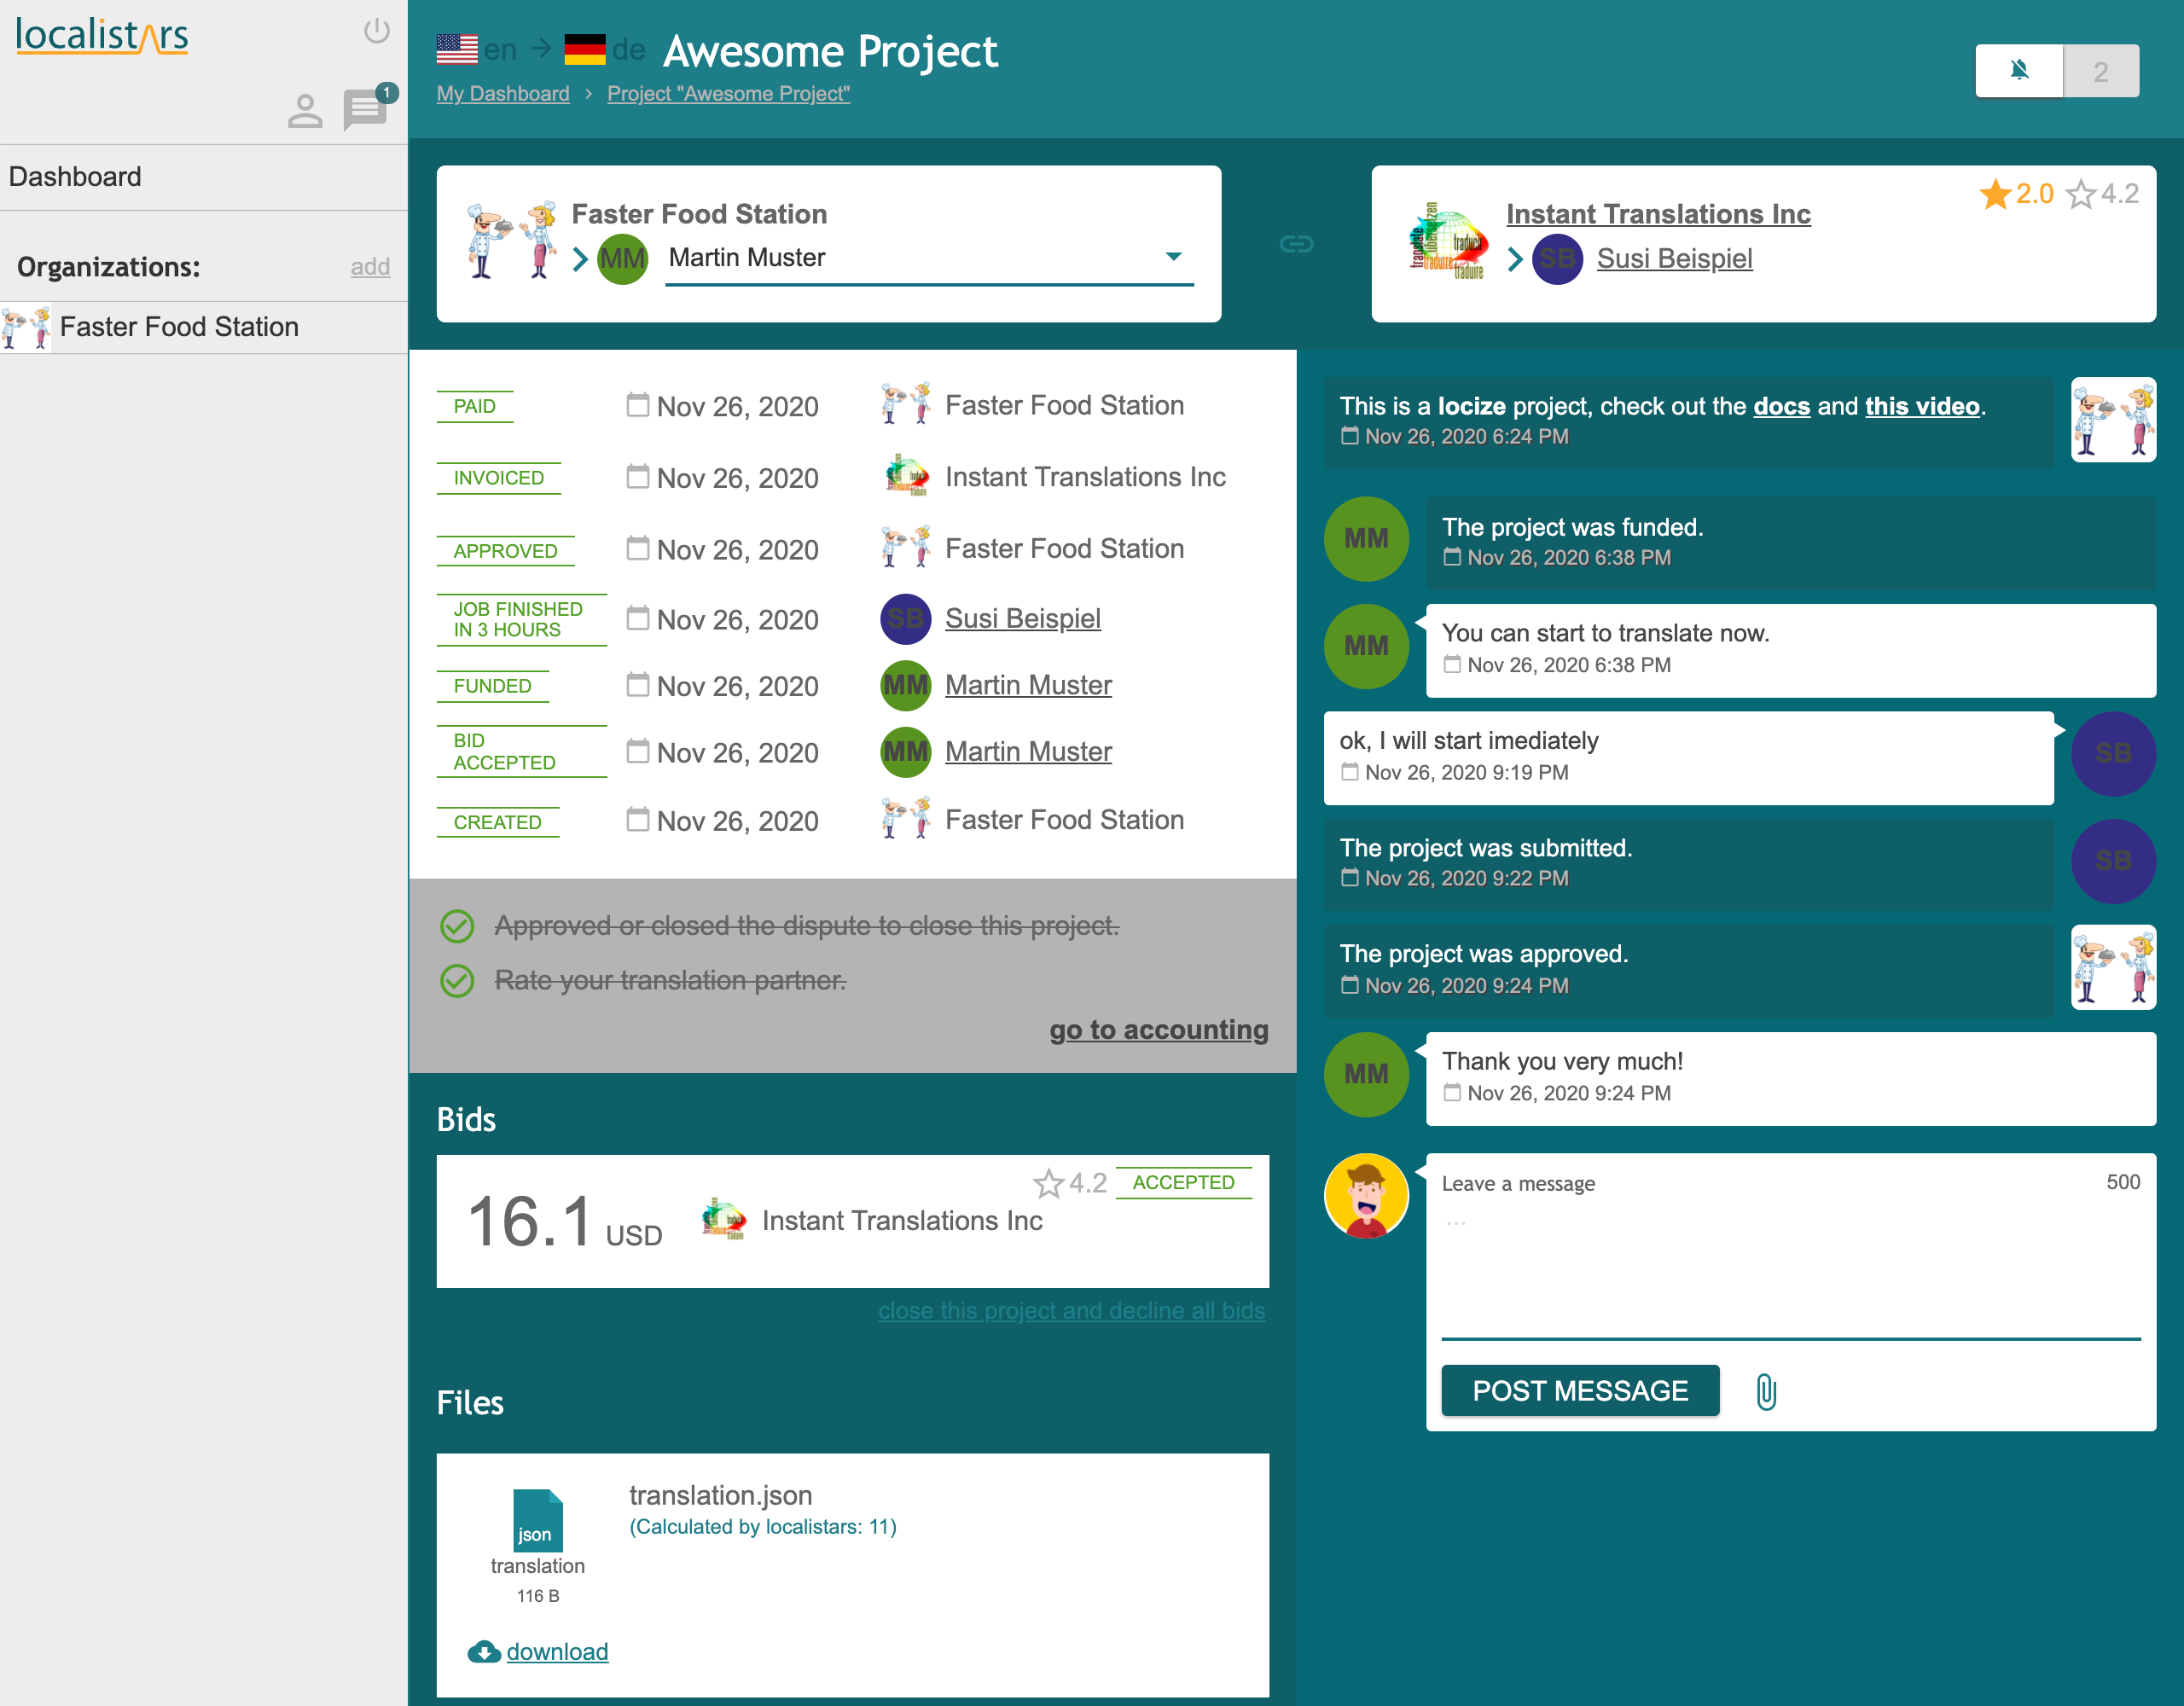 localistars
1
Dashboard
Organizations:
add
Faster Food Station
en → de Awesome Project
My Dashboard > Project "Awesome Project"
2
Faster Food Station
MM Martin Muster
2.0 4.2
Instant Translations Inc
SB Susi Beispiel
translate
übersetzen
traduch
traduire
traduire
PAID Nov 26, 2020 Faster Food Station
INVOICED Nov 26, 2020 Instant Translations Inc
APPROVED Nov 26, 2020 Faster Food Station
JOB FINISHED
IN 3 HOURS
Nov 26, 2020 SB Susi Beispiel
FUNDED Nov 26, 2020 MM Martin Muster
BID
ACCEPTED
Nov 26, 2020 MM Martin Muster
CREATED Nov 26, 2020 Faster Food Station
Approved or closed the dispute to close this project.
Rate your translation partner.
go to accounting
Bids
4.2 ACCEPTED
16.1 USD Instant Translations Inc
close this project and decline all bids
Files
json
translation
116 B
translation.json
(Calculated by localistars: 11)
download
This is a locize project, check out the docs and this video.
Nov 26, 2020 6:24 PM
MM
The project was funded.
Nov 26, 2020 6:38 PM
MM
You can start to translate now.
Nov 26, 2020 6:38 PM
ok, I will start imediately
Nov 26, 2020 9:19 PM
SB
The project was submitted.
Nov 26, 2020 9:22 PM
SB
The project was approved.
Nov 26, 2020 9:24 PM
MM
Thank you very much!
Nov 26, 2020 9:24 PM
Leave a message 500
...
POST MESSAGE